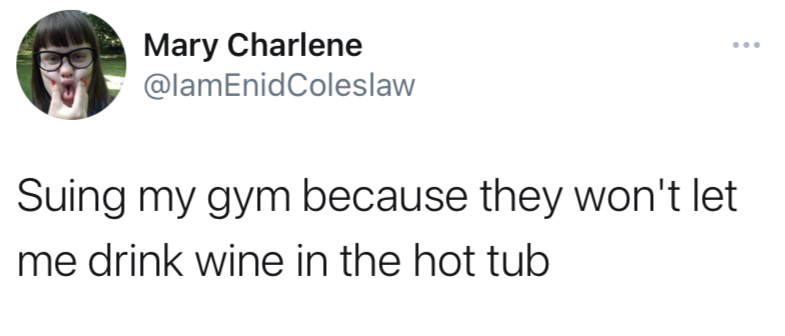 Mary Charlene
@IamEnidColeslaw
Suing my gym because they won't let
me drink wine in the hot tub